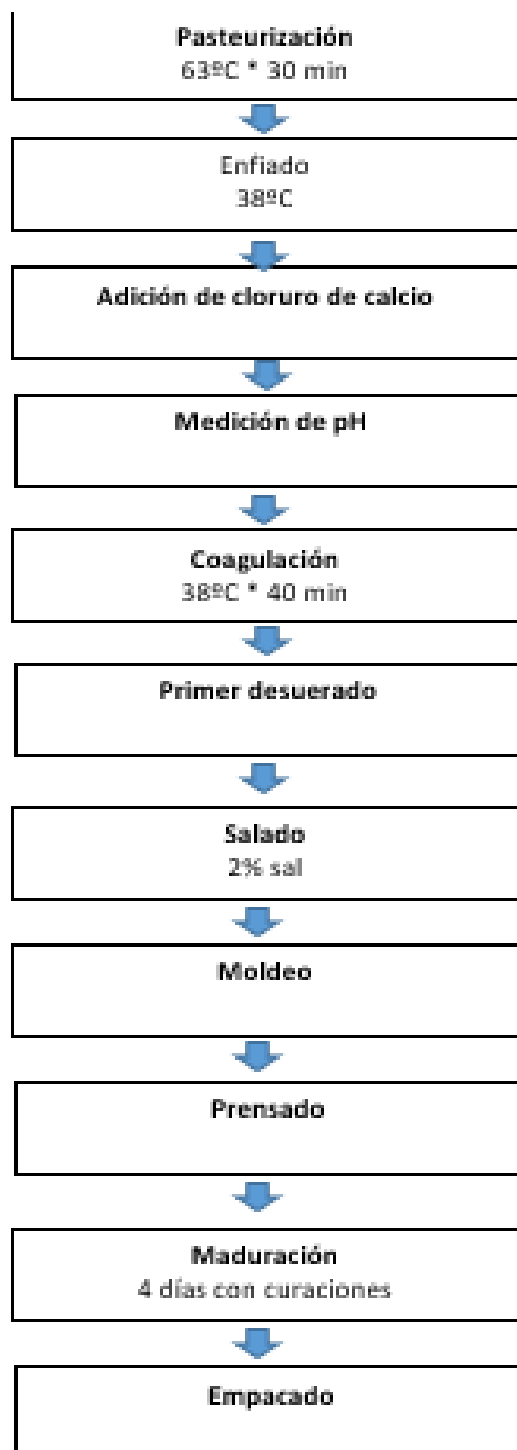 Pasteurización
63ºC * 30 min
Enfiado
38ºC
Adición de cloruro de calcio
Medición de pH
Coagulación
38ºC * 40 min
Primer desuerado
Salado
2% sal
Moldeo
Prensado
Maduración
4 días con curaciones
Empacado